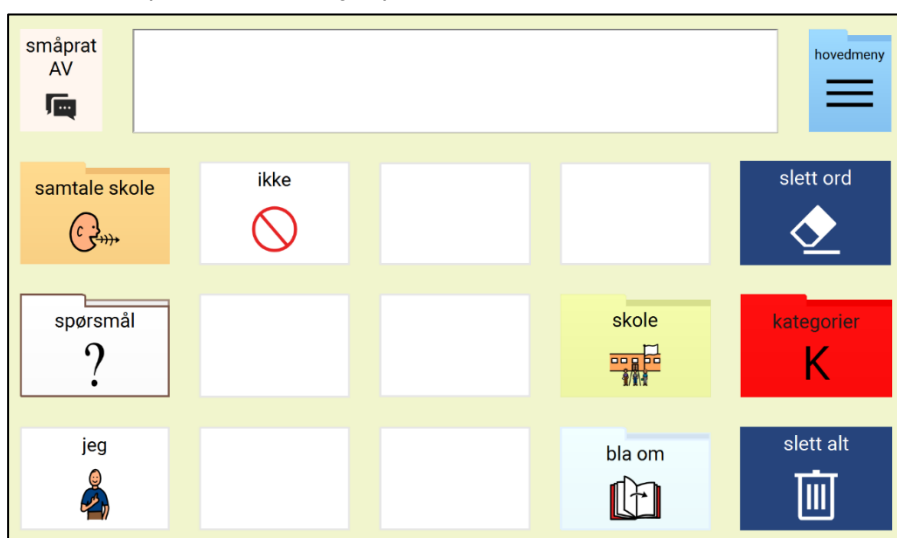 småprat
AV
hovedmeny
samtale skole
ikke
slett ord
spørsmål
?
skole
kategorier
K
jeg
bla om
slett alt